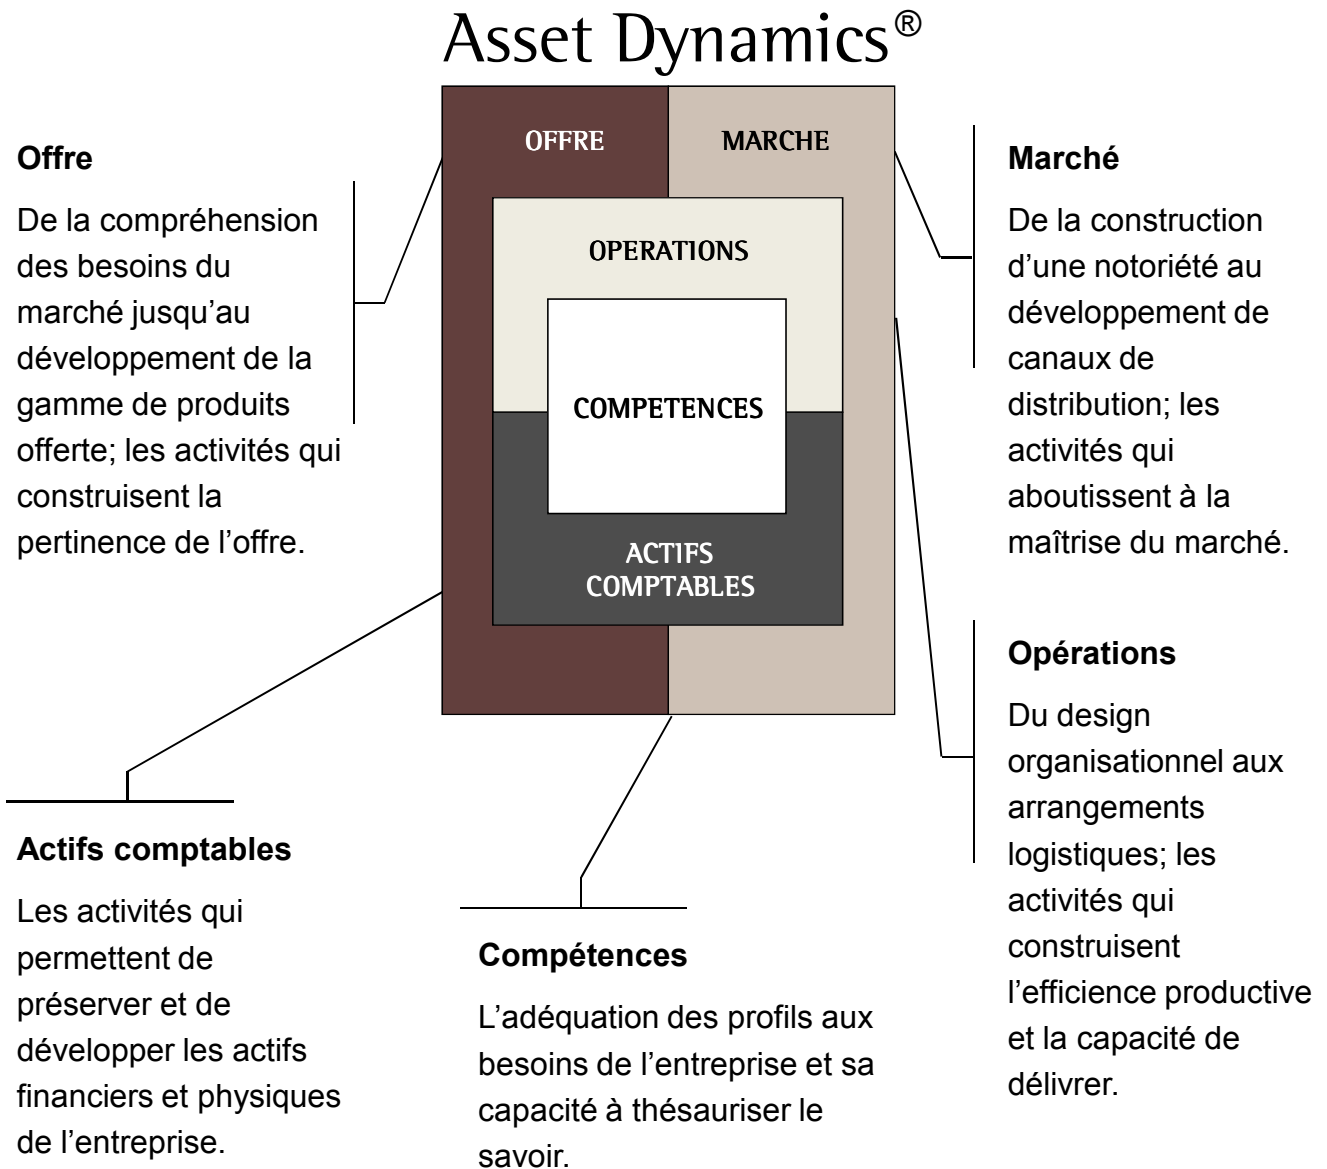 Asset Dynamics®
OFFRE
MARCHE
OPERATIONS
COMPETENCES
ACTIFS
COMPTABLES
Offre
De la compréhension
des besoins du
marché jusqu’au
développement de la
gamme de produits
offerte; les activités qui
construisent la
pertinence de l’offre.
Marché
De la construction
d’une notoriété au
développement de
canaux de
distribution; les
activités qui
aboutissent à la
maîtrise du marché.
Opérations
Du design
organisationnel aux
arrangements
logistiques; les
activités qui
construisent
l’efficience productive
et la capacité de
délivrer.
Actifs comptables
Les activités qui
permettent de
préserver et de
développer les actifs
financiers et physiques
de l’entreprise.
Compétences
L’adéquation des profils aux
besoins de l’entreprise et sa
capacité à thésauriser le
savoir.